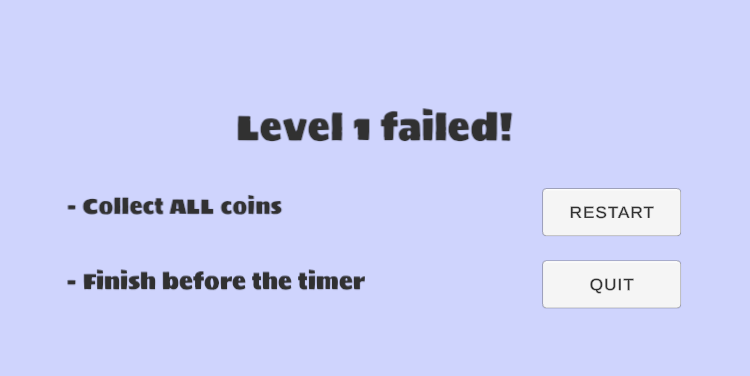 Level 1 failed!
- Collect ALL coins
RESTART
- Finish before the timer
QUIT